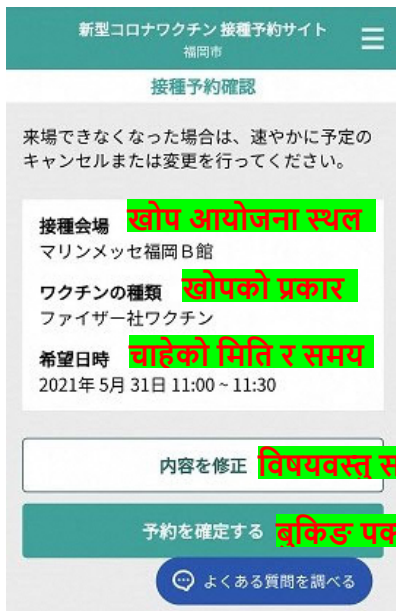 新型コロナワクチン 接種予約サイト
福岡市
接種予約確認
来場できなくなった場合は、速やかに予定の
キャンセルまたは変更を行ってください。
接種会場 खोप आयोजना स्थल
マリンメッセ福岡B館
ワクチンの種類 खोपको प्रकार
ファイザー社ワクチン
希望日時 चाहेको मिति र समय
2021年 5月 31日 11:00 ~ 11:30
内容を修正 विषयवस्तु
予約を確定する बुकिङ
よくある質問を調べる